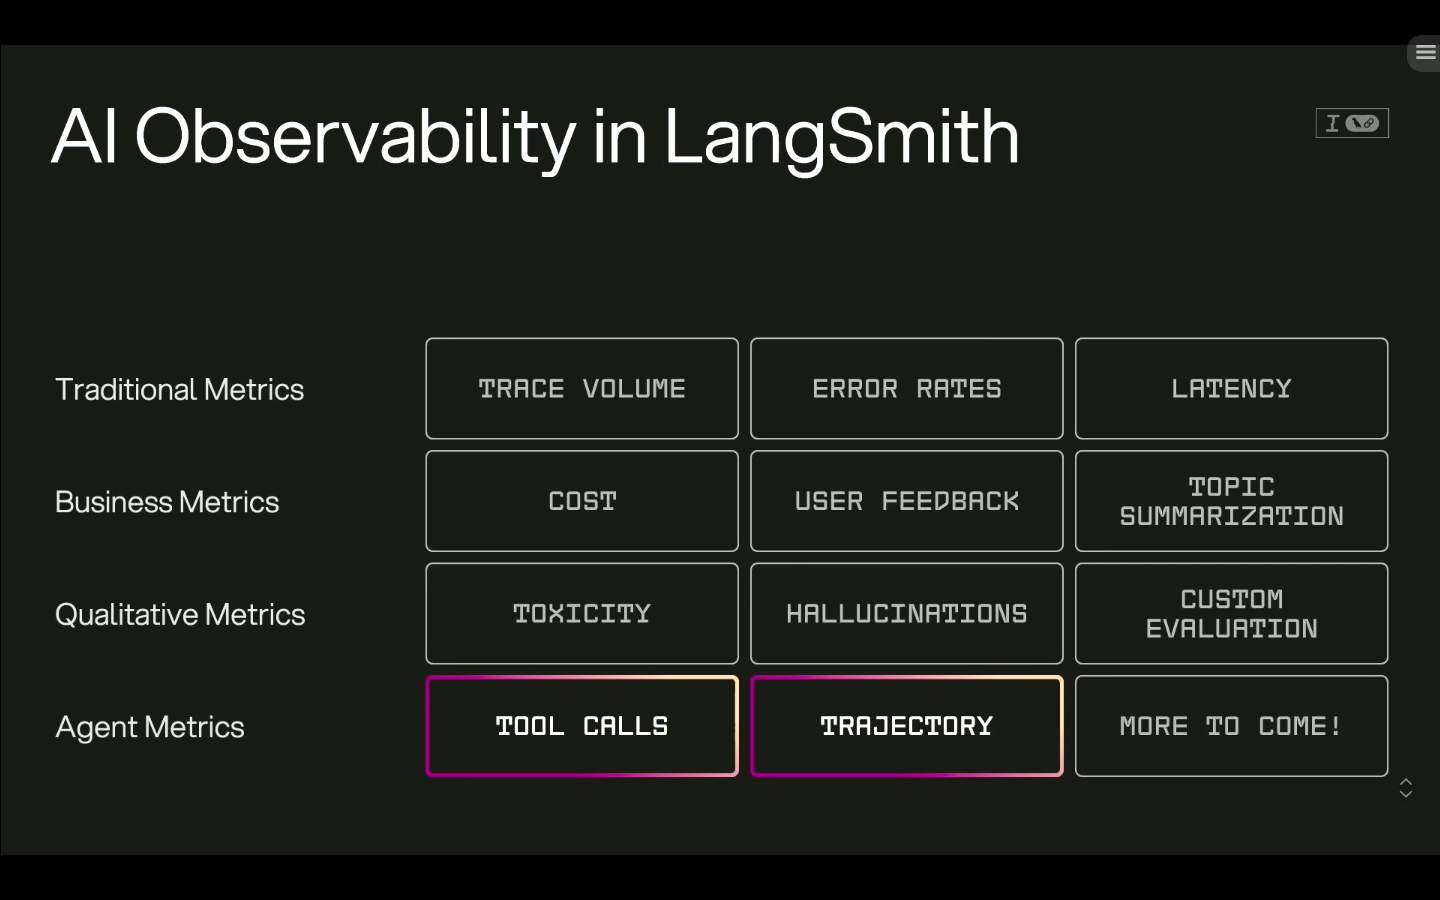 AI Observability in LangSmith
I
Traditional Metrics
TRACE VOLUME
ERROR RATES
LATENCY
Business Metrics
COST
USER FEEDBACK
TOPIC
SUMMARIZATION
Qualitative Metrics
TOXICITY
HALLUCINATIONS
CUSTOM
EVALUATION
Agent Metrics
TOOL CALLS
TRAJECTORY
MORE TO COME!